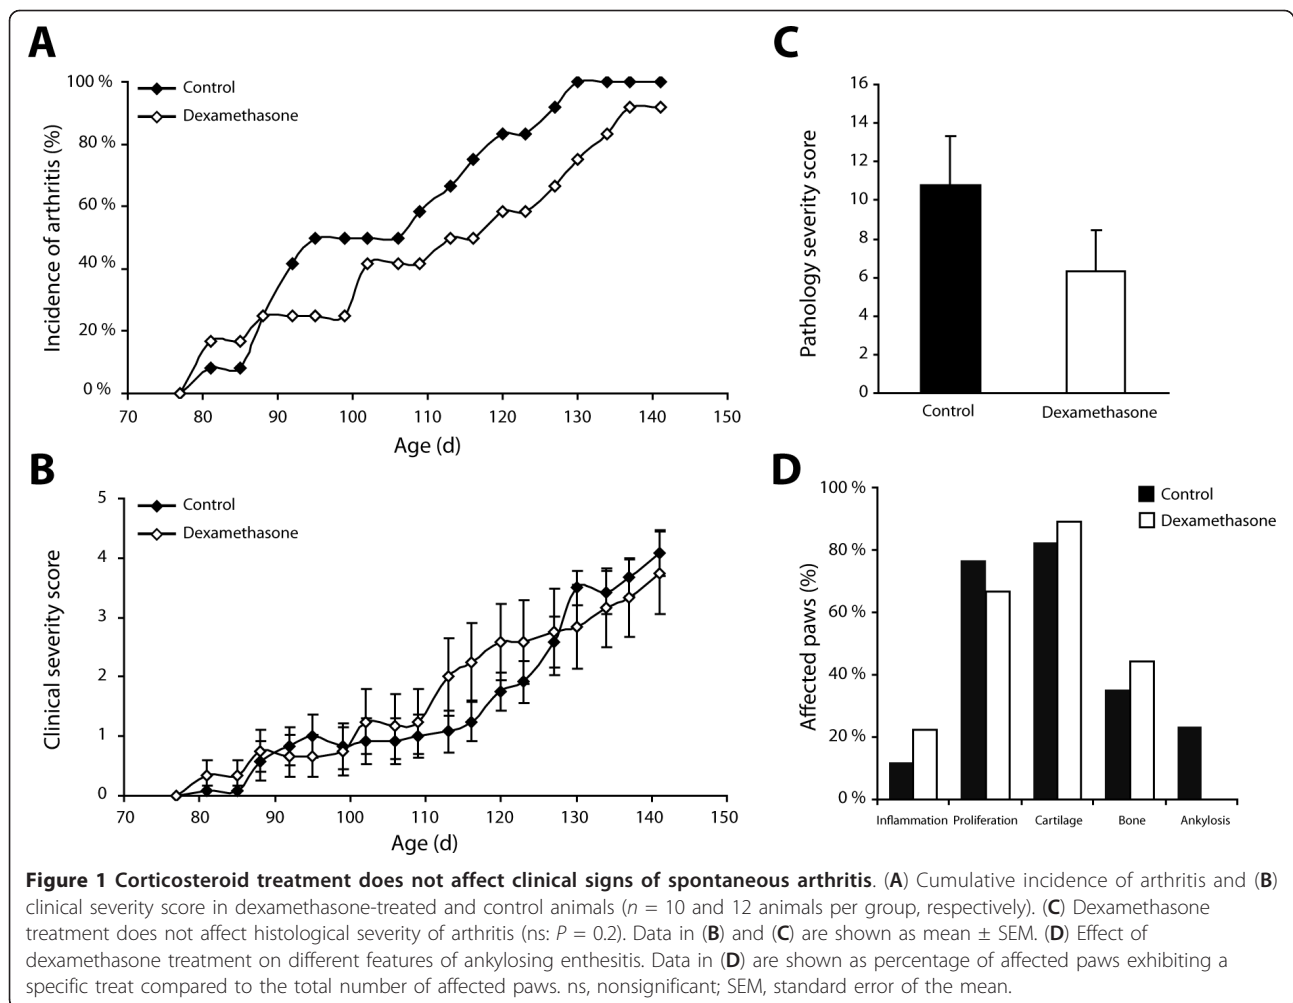 A
100 %
80 %
60 %
40 %
20 %
0 %
Incidence of arthritis (%)
Control
Dexamethasone
70 80 90 100 110 120 130 140 150
Age (d)
B
5
4
3
2
1
0
Clinical severity score
Control
Dexamethasone
70 80 90 100 110 120 130 140 150
Age (d)
C
16
14
12
10
8
6
4
2
0
Pathology severity score
Control Dexamethasone
D
100 %
80 %
60 %
40 %
20 %
0 %
Affected paws (%)
Control
Dexamethasone
Inflammation Proliferation Cartilage Bone Ankylosis
Figure 1 Corticosteroid treatment does not affect clinical signs of spontaneous arthritis. (A) Cumulative incidence of arthritis and (B)
clinical severity score in dexamethasone-treated and control animals (n = 10 and 12 animals per group, respectively). (C) Dexamethasone
treatment does not affect histological severity of arthritis (ns: P = 0.2). Data in (B) and (C) are shown as mean ± SEM. (D) Effect of
dexamethasone treatment on different features of ankylosing enthesitis. Data in (D) are shown as percentage of affected paws exhibiting a
specific treat compared to the total number of affected paws. ns, nonsignificant; SEM, standard error of the mean.